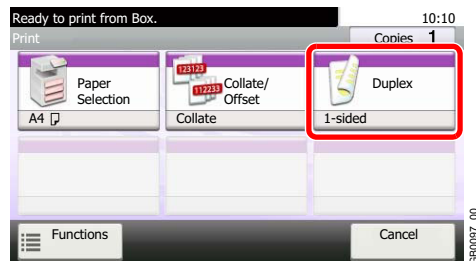 Ready to print from Box.
10:10
Print
Copies 1
Paper Selection
A4
123123
112233
Collate/ Offset
Collate
Duplex
1-sided
Functions
Cancel
GB0097_00